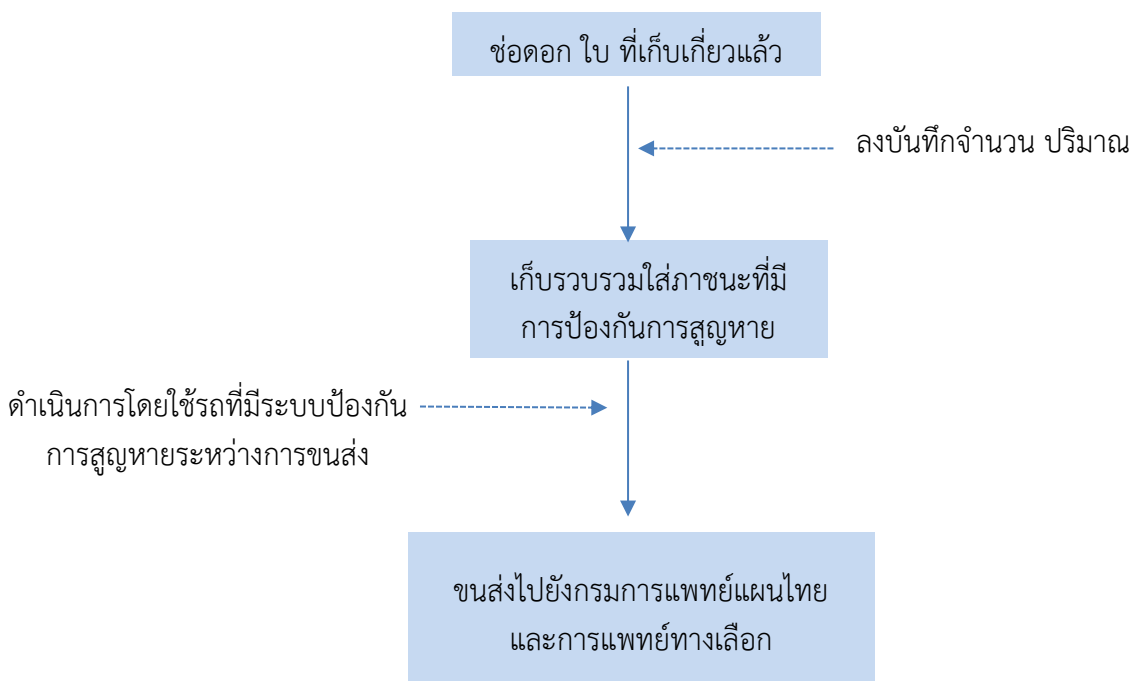 ช่อดอก ใบ ที่เก็บเกี่ยวแล้ว
ลงบันทึกจำนวน ปริมาณ
เก็บรวบรวมใส่ภาชนะที่มี
การป้องกันการสูญหาย
ดำเนินการโดยใช้รถที่มีระบบป้องกัน
การสูญหายระหว่างการขนส่ง
ขนส่งไปยังกรมการแพทย์แผนไทย
และการแพทย์ทางเลือก